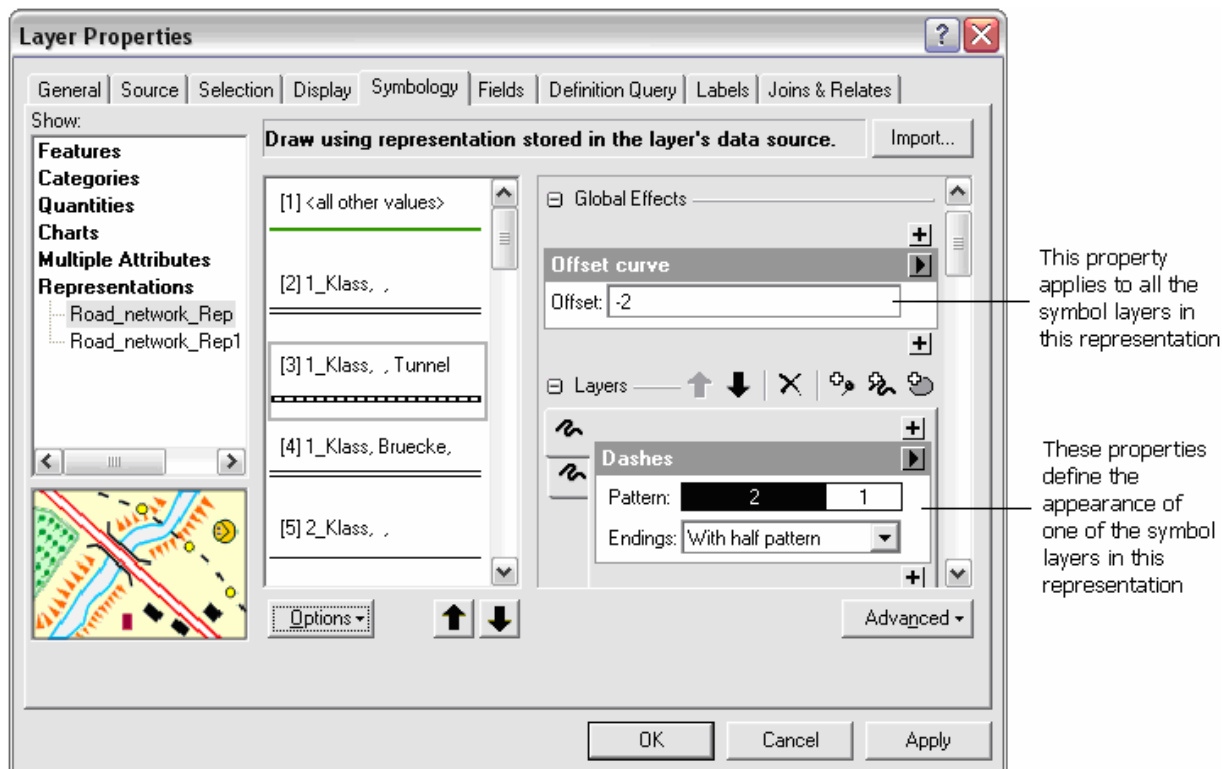 Layer Properties
General Source Selection Display Symbology Fields Definition Query Labels Joins & Relates
Show:
Features
Categories
Quantities
Charts
Multiple Attributes
Representations
Road_network_Rep
Road_network_Rep1
Draw using representation stored in the layer's data source.
Import...
[1] <all other values>
[2] 1_Klass, ,
[3] 1_Klass, , Tunnel
[4] 1_Klass, Bruecke,
[5] 2_Klass, ,
Options
Global Effects
Offset curve
Offset: -2
Layers
Dashes
Pattern: 2 1
Endings: With half pattern
Advanced
OK Cancel Apply
This property
applies to all the
symbol layers in
this representation
These properties
define the
appearance of
one of the symbol
layers in this
representation